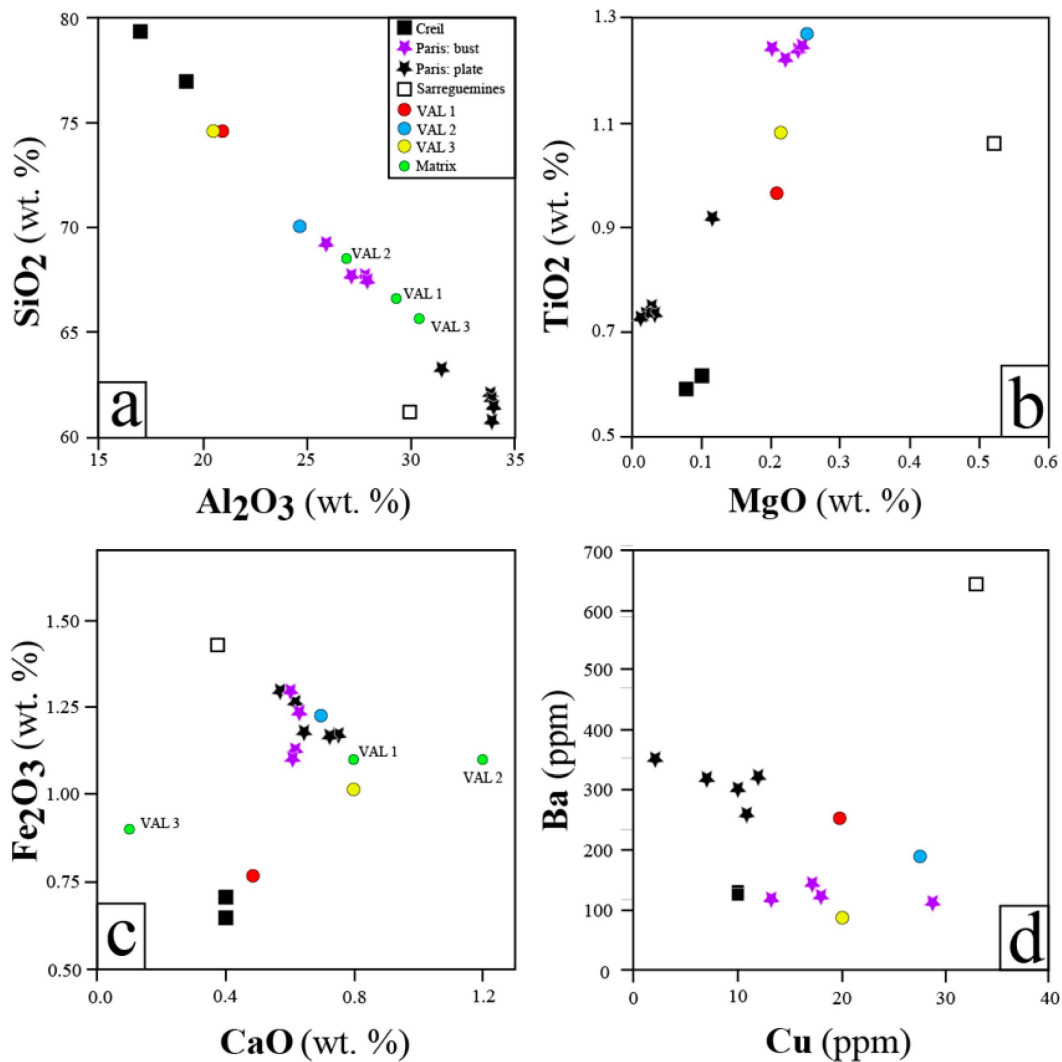 80
75
70
65
60
SiO2 (wt. %)
15
20
25
30
35
Al2O3 (wt. %)
a
Creil
Paris: bust
Paris: plate
Sarreguemines
VAL 1
VAL 2
VAL 3
Matrix
VAL 2
VAL 1
VAL 3
1.3
1.1
0.9
0.7
0.5
TiO2 (wt. %)
0.0
0.1
0.2
0.3
0.4
0.5
0.6
MgO (wt. %)
b
1.50
1.25
1.00
0.75
0.50
Fe2O3 (wt. %)
0.0
0.4
0.8
1.2
CaO (wt. %)
c
VAL 1
VAL 2
VAL 3
700
600
500
400
300
200
100
0
Ba (ppm)
0
10
20
30
40
Cu (ppm)
d